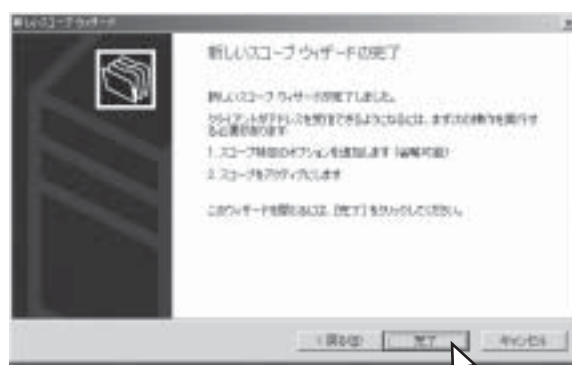 新しいスコープ ウィザード
新しいスコープ ウィザードの完了
新しいスコープ ウィザードが完了しました。
クライアントがアドレスを受信できるようになるには、まず次の操作を実行する必要があります
1. スコープ特定のオプションを追加します (省略可能)
2. スコープをアクティブにします
このウィザードを閉じるには、[完了] をクリックしてください。
< 戻る(B)
完了
キャンセル